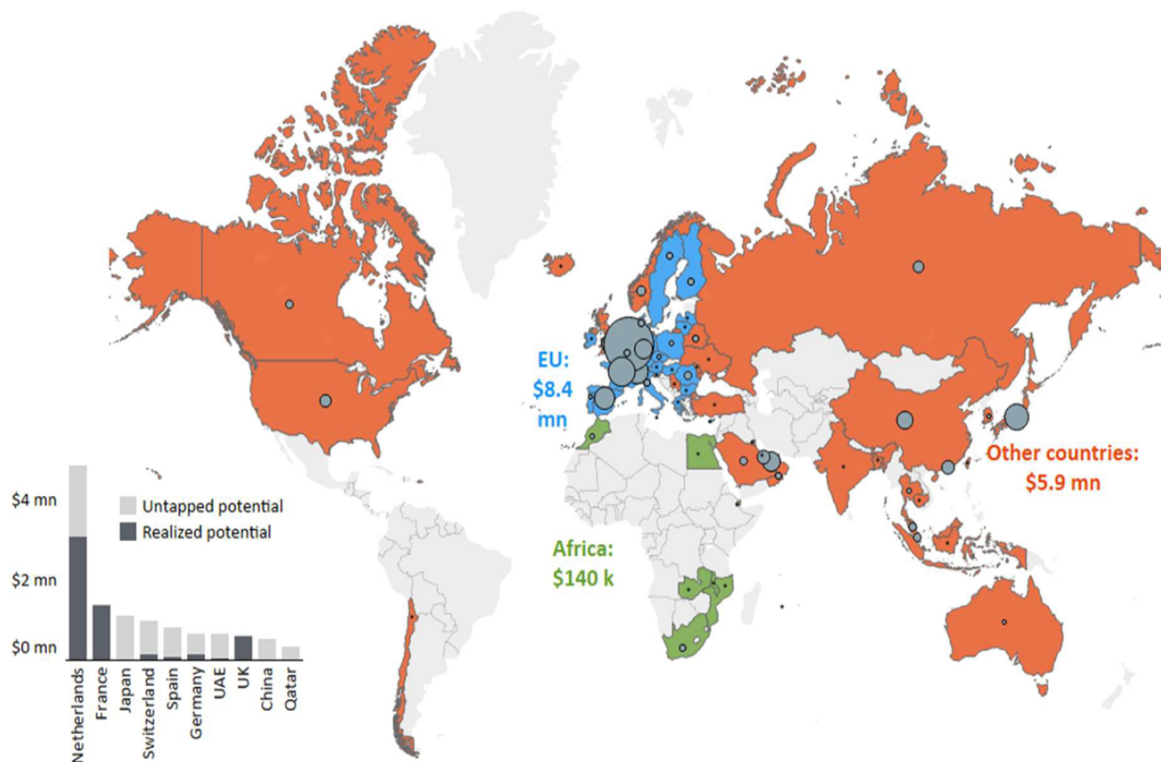 EU:
$8.4
mn
Other countries:
$5.9 mn
Africa:
$140 k
$4 mn
$2 mn
$0 mn
Untapped potential
Realized potential
Netherlands
France
Japan
Switzerland
Spain
Germany
UAE
UK
China
Qatar